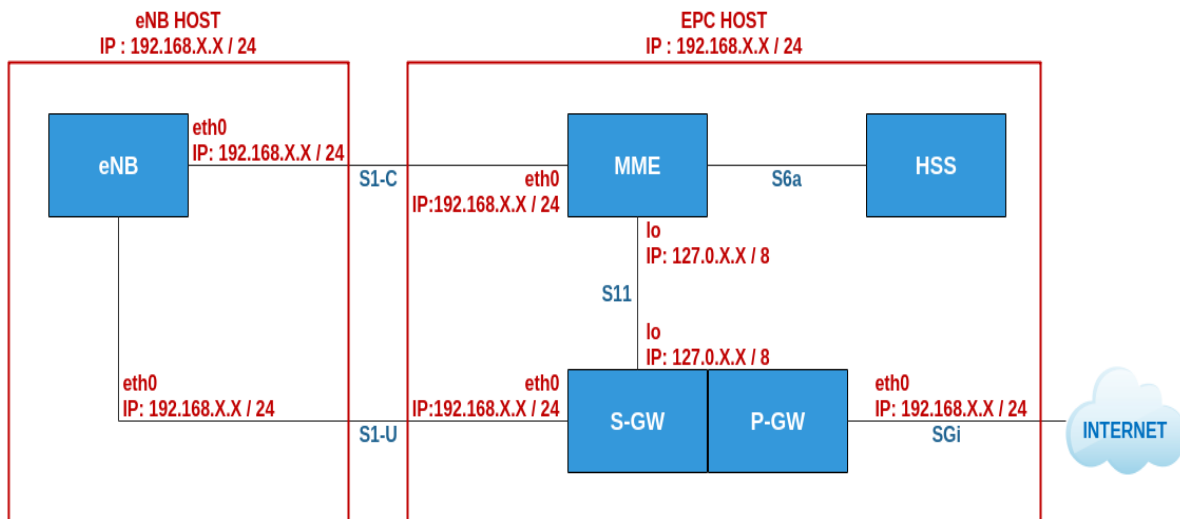 eNB HOST
IP : 192.168.X.X / 24
EPC HOST
IP : 192.168.X.X / 24
eNB
eth0
IP: 192.168.X.X / 24
S1-C
eth0
IP:192.168.X.X / 24
MME
S6a
HSS
lo
IP: 127.0.X.X / 8
S11
lo
IP: 127.0.X.X / 8
eth0
IP: 192.168.X.X / 24
S1-U
eth0
IP:192.168.X.X / 24
S-GW
P-GW
eth0
IP: 192.168.X.X / 24
SGi
INTERNET